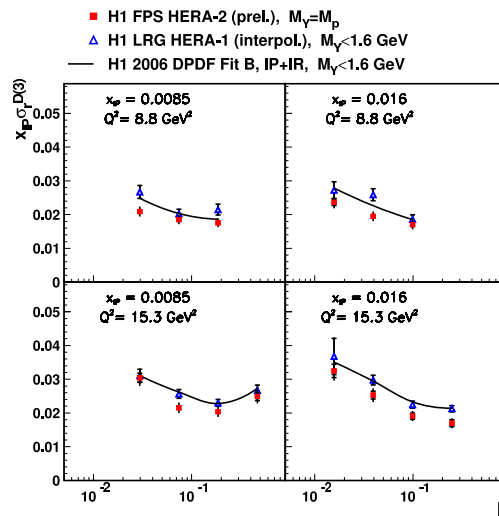 H1 FPS HERA-2 (prel.), M_Y=M_p
H1 LRG HERA-1 (interpol.), M_Y<1.6 GeV
H1 2006 DPDF Fit B, IP+IR, M_Y<1.6 GeV
x_IP σ_r^D(3)
x_IP = 0.0085
Q² = 8.8 GeV²
x_IP = 0.016
Q² = 8.8 GeV²
0.05
0.04
0.03
0.02
0.01
0
x_IP = 0.0085
Q² = 15.3 GeV²
x_IP = 0.016
Q² = 15.3 GeV²
0.05
0.04
0.03
0.02
0.01
0
10^-2
10^-1
10^-2
10^-1